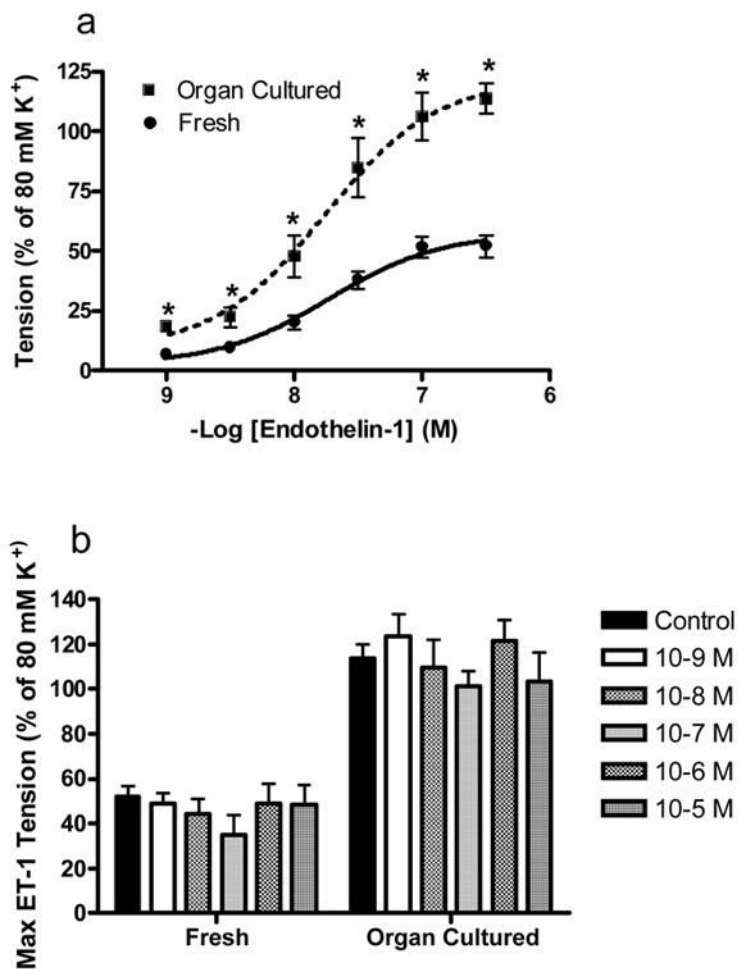 a
Tension (% of 80 mM K⁺)
125
100
75
50
25
0
Organ Cultured
Fresh
* * * * * * 
9 8 7 6
-Log [Endothelin-1] (M)
b
Max ET-1 Tension (% of 80 mM K⁺)
140
120
100
80
60
40
20
0
Fresh Organ Cultured
Control
10-9 M
10-8 M
10-7 M
10-6 M
10-5 M